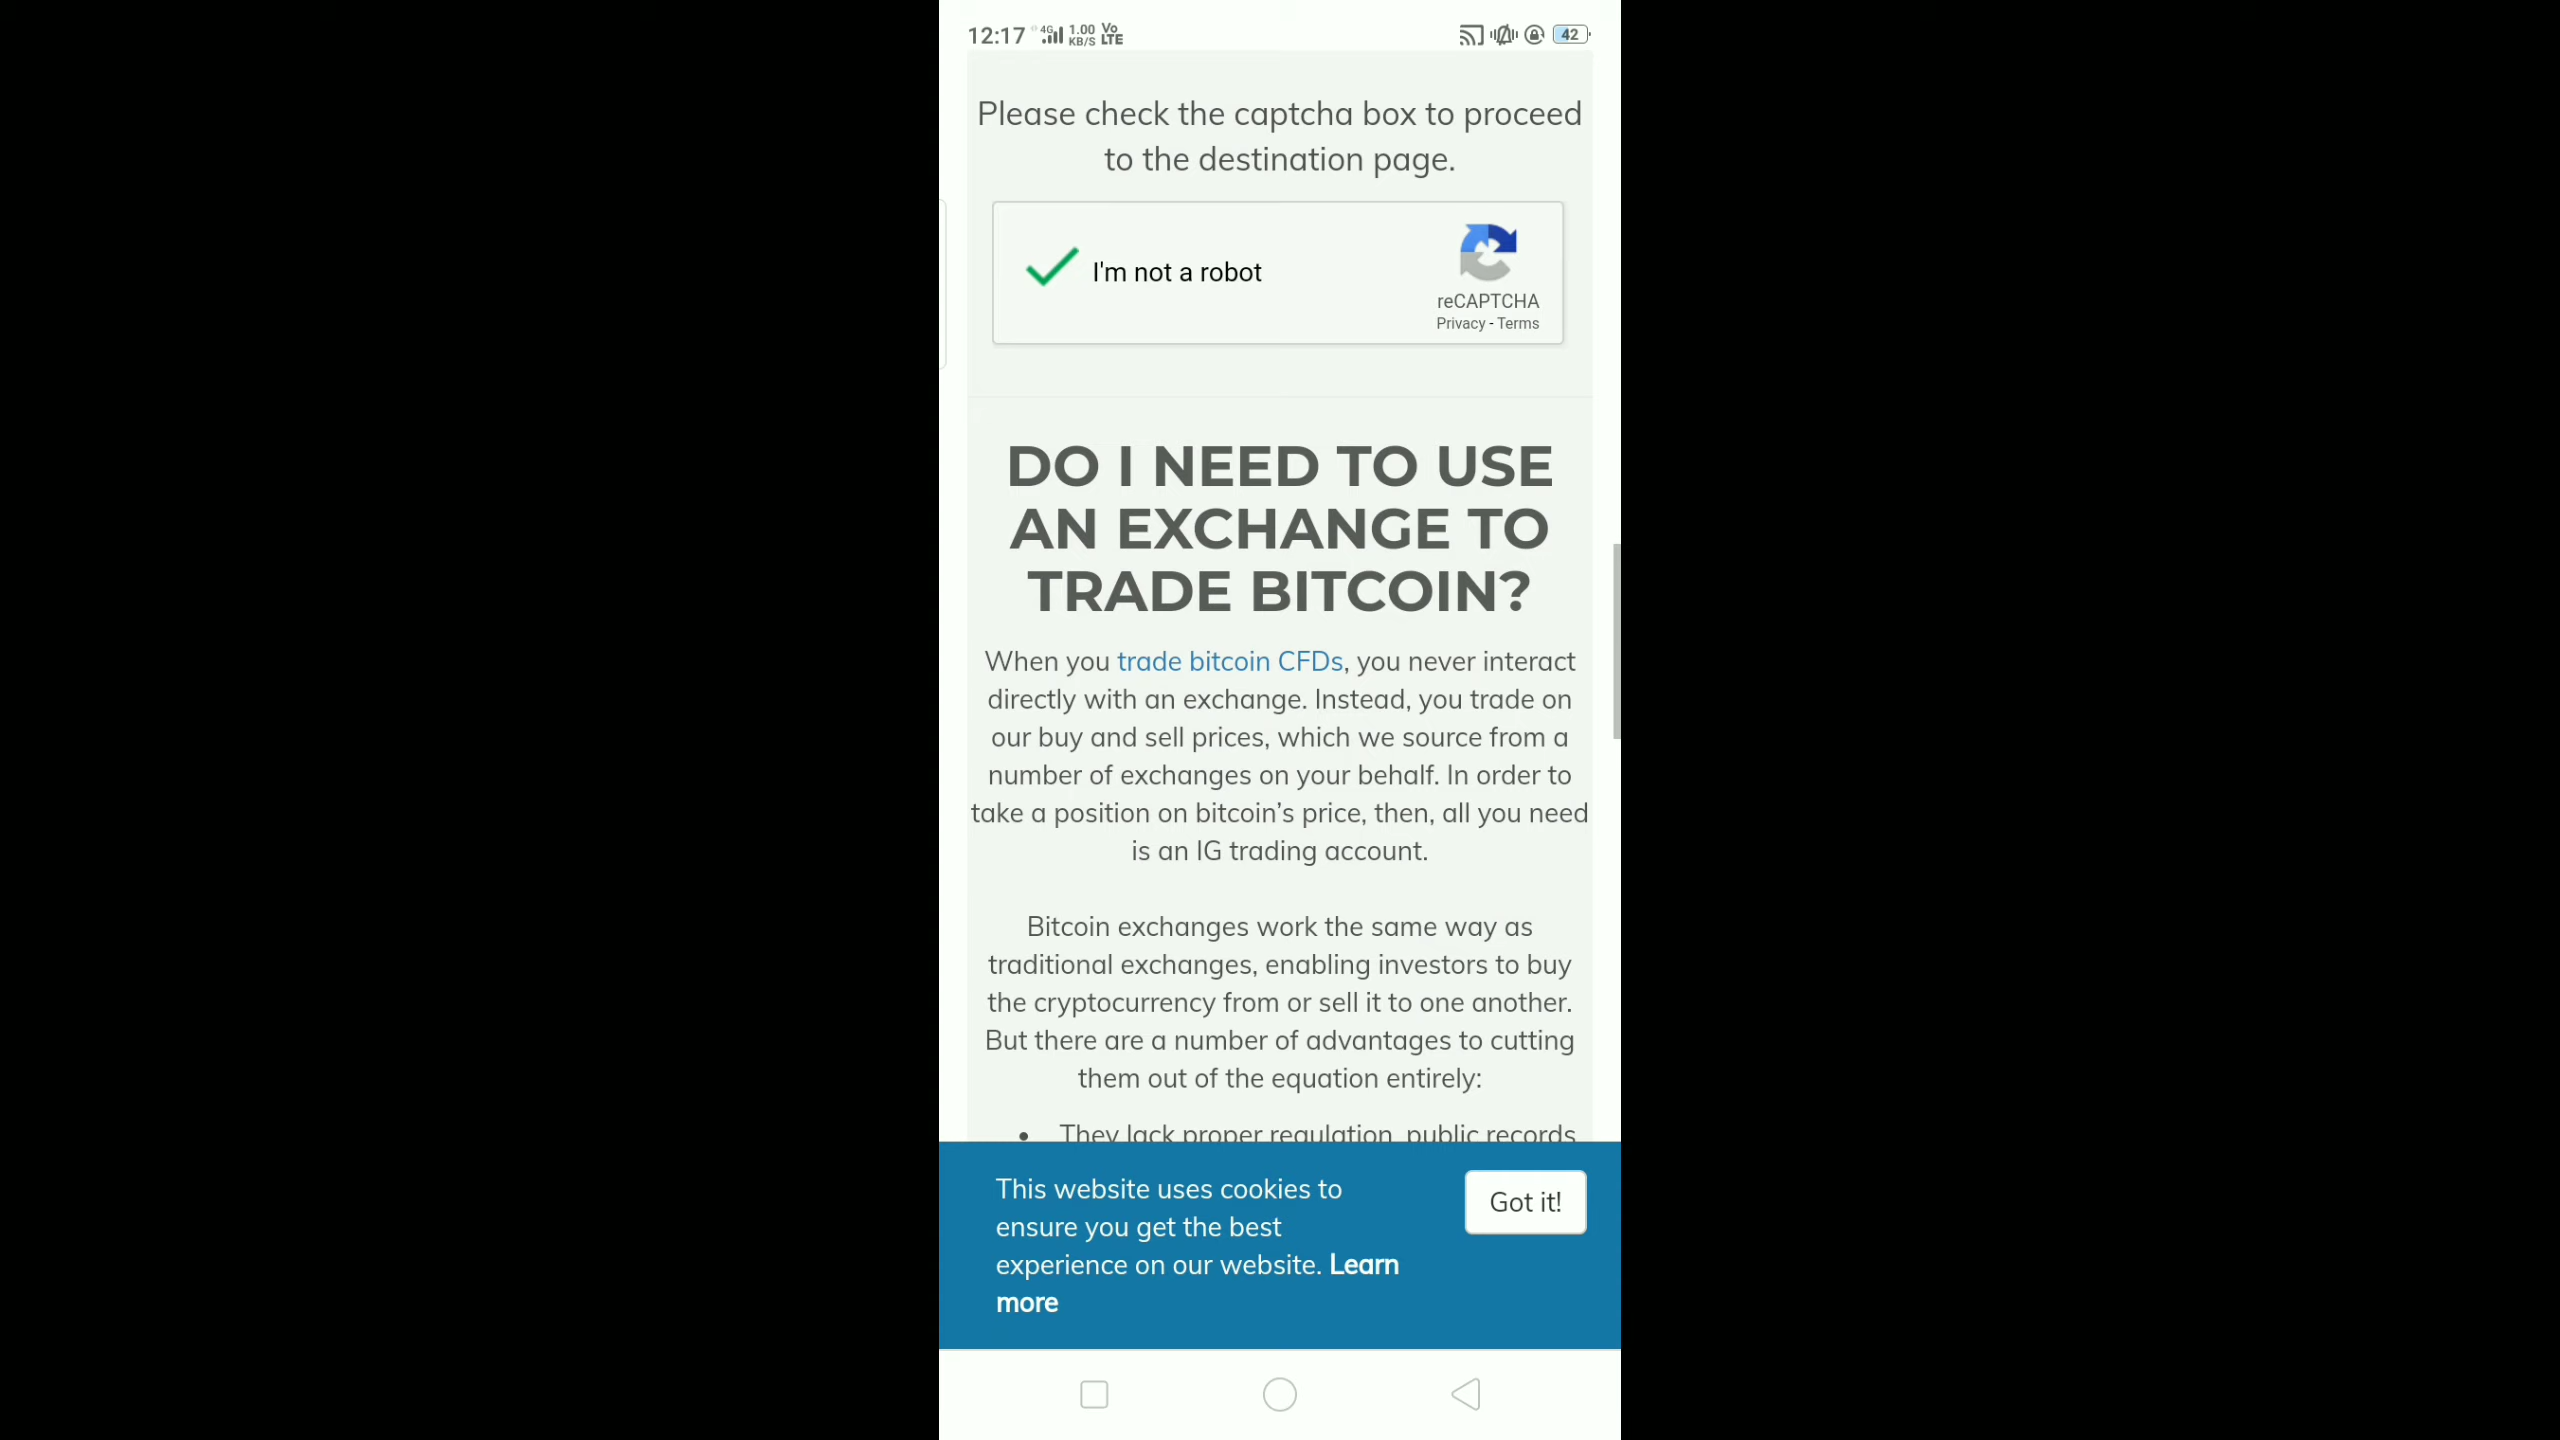 12:17 4G 1.00 KB/S Vo LTE 42
Please check the captcha box to proceed
to the destination page.
I'm not a robot
reCAPTCHA
Privacy - Terms
DO I NEED TO USE
AN EXCHANGE TO
TRADE BITCOIN?
When you trade bitcoin CFDs, you never interact
directly with an exchange. Instead, you trade on
our buy and sell prices, which we source from a
number of exchanges on your behalf. In order to
take a position on bitcoin’s price, then, all you need
is an IG trading account.
Bitcoin exchanges work the same way as
traditional exchanges, enabling investors to buy
the cryptocurrency from or sell it to one another.
But there are a number of advantages to cutting
them out of the equation entirely:
• They lack proper regulation, public records
This website uses cookies to
ensure you get the best
experience on our website. Learn
more
Got it!